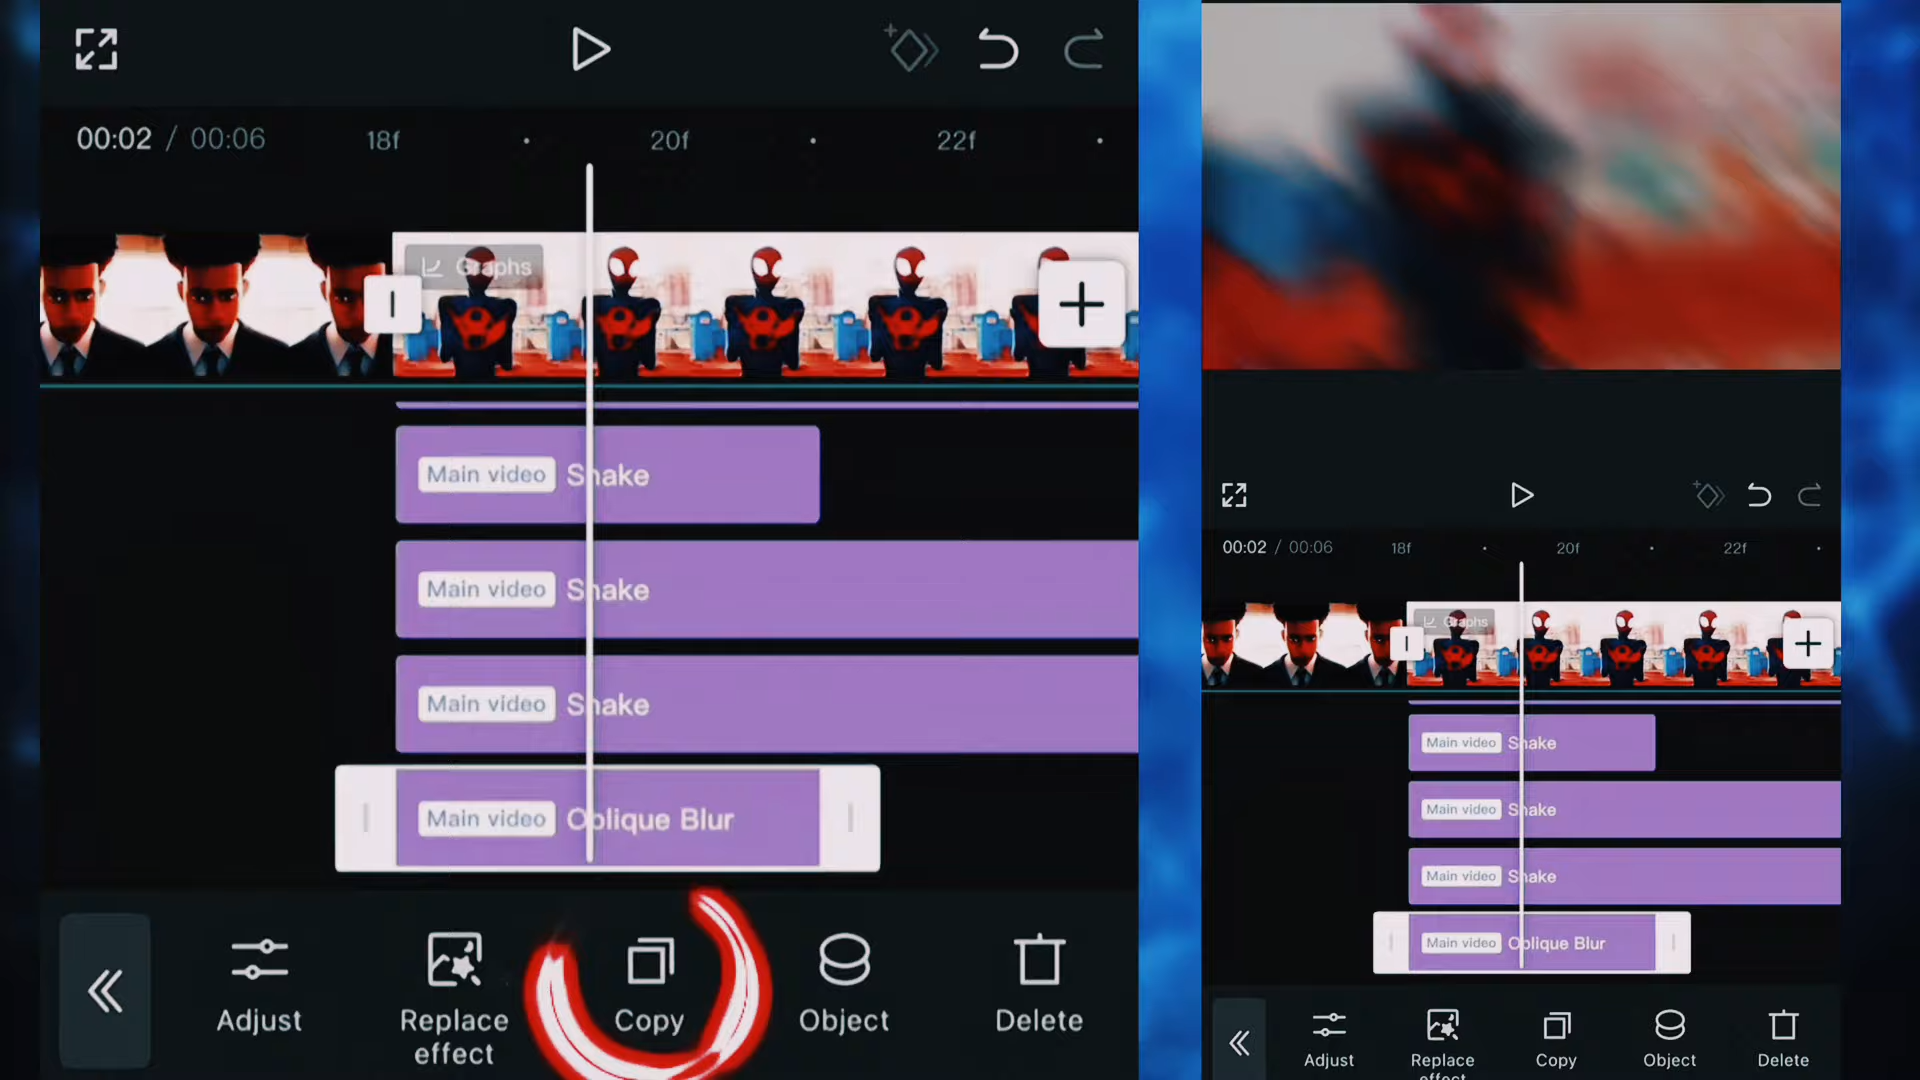 00:02 / 00:06 18f 20f 22f
Graphs
Main video Shake
Main video Shake
Main video Shake
Main video Oblique Blur
Adjust
Replace
effect
Copy
Object
Delete
00:02 / 00:06 18f 20f 22f
Graphs
Main video Shake
Main video Shake
Main video Shake
Main video Oblique Blur
Adjust
Replace
effect
Copy
Object
Delete